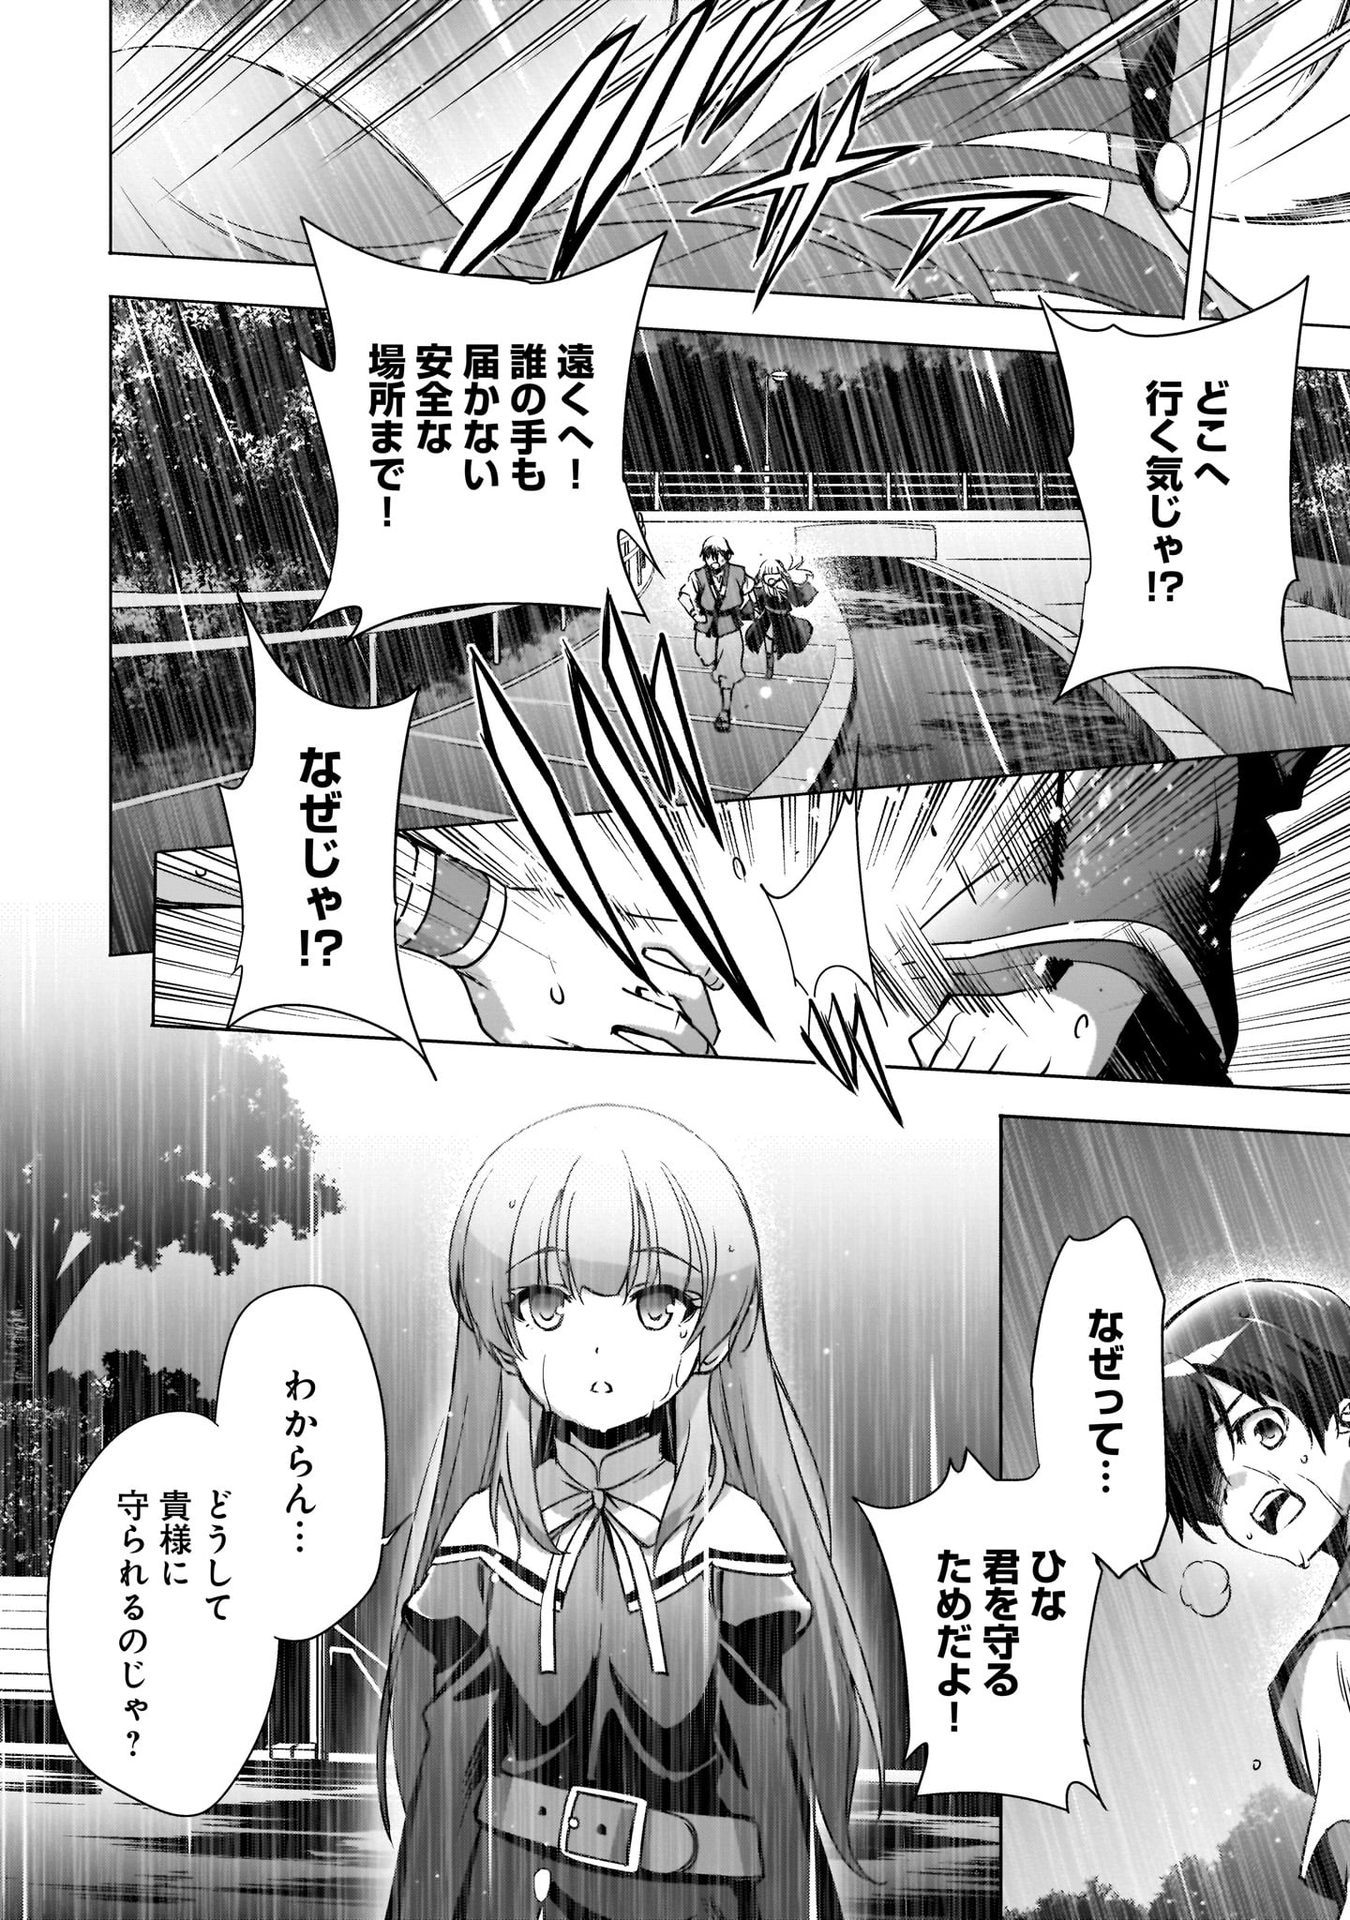 どこへ
行く気じゃ!?
遠くへ！
誰の手も
届かない
安全な
場所まで！
なぜじゃ!?
なぜって…
ひな
君を守る
ためだよ！
わからん…
どうして
貴様に
守られるのじゃ？